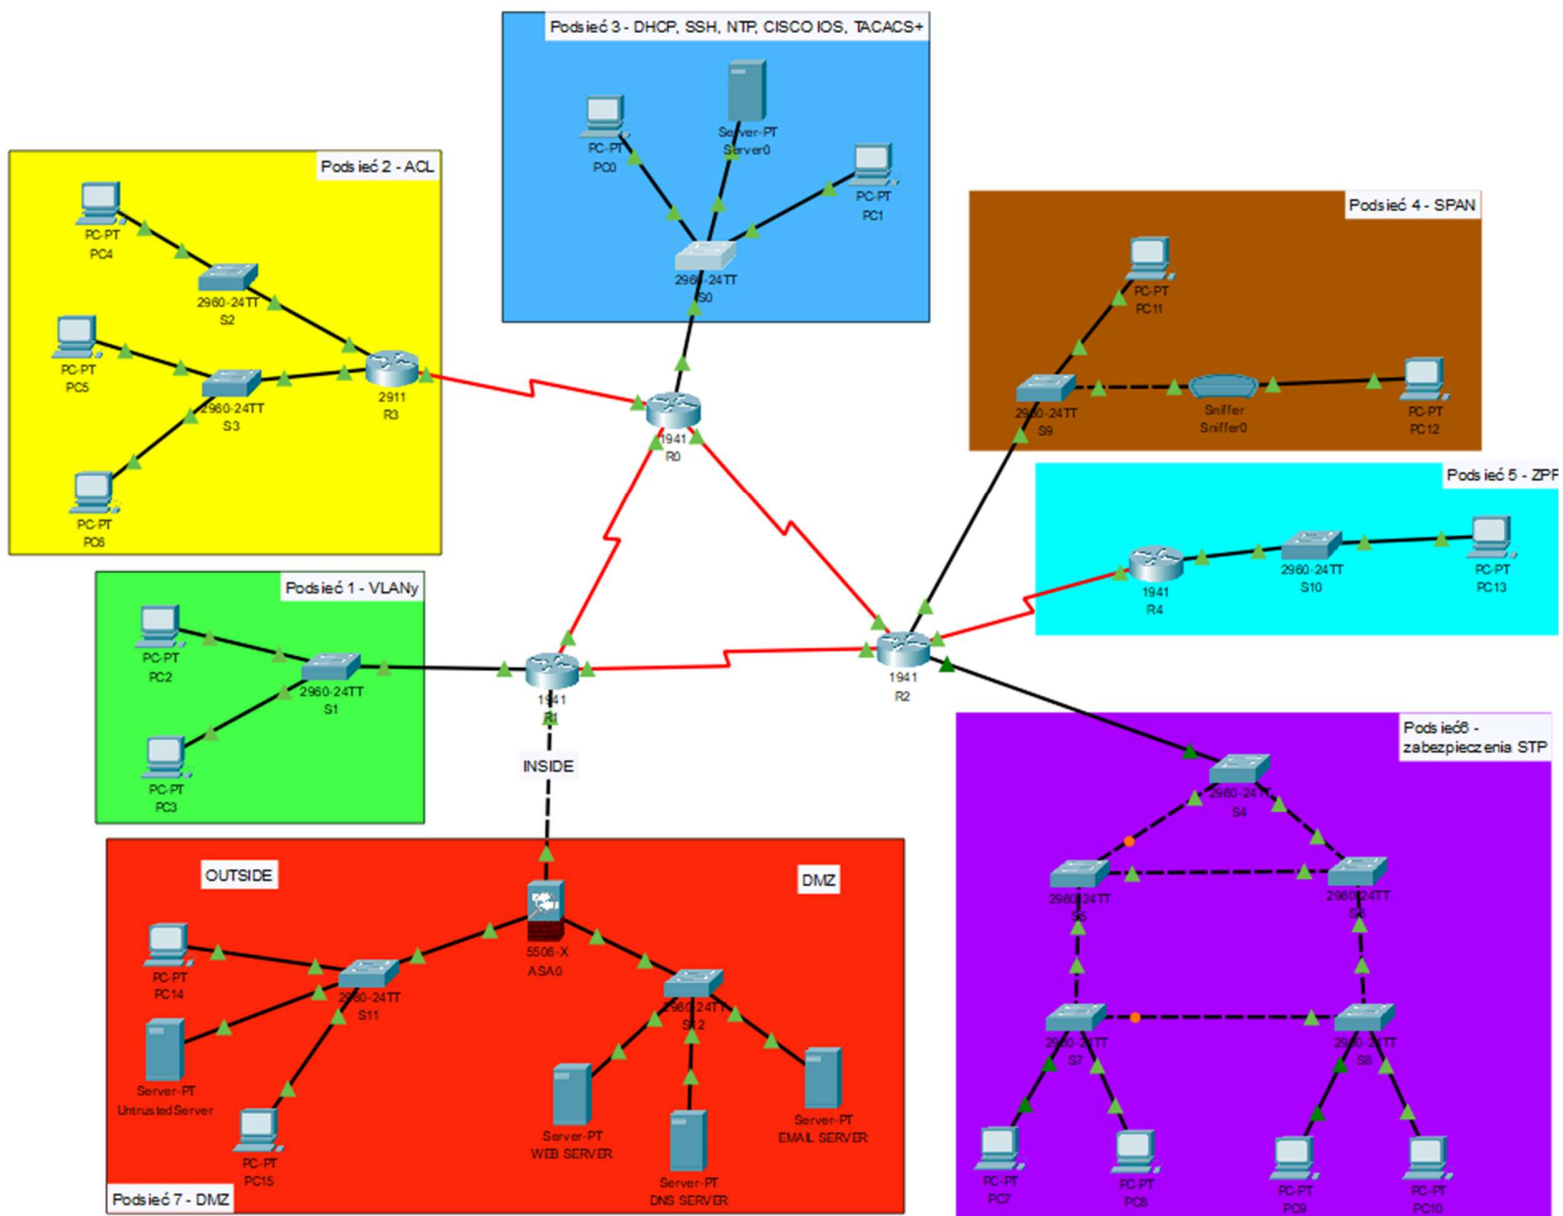 Podsieć 3 - DHCP, SSH, NTP, CISCO IOS, TACACS+
PC-PT
PC0
Server-PT
Server0
PC-PT
PC1
2960-24TT
S0
Podsieć 2 - ACL
PC-PT
PC4
2960-24TT
S2
PC-PT
PC5
2960-24TT
S3
2911
R3
PC-PT
PC6
1941
R0
Podsieć 4 - SPAN
PC-PT
PC11
2960-24TT
S9
Sniffer
Sniffer0
PC-PT
PC12
Podsieć 5 - ZPF
1941
R4
2960-24TT
S10
PC-PT
PC13
Podsieć 1 - VLANy
PC-PT
PC2
2960-24TT
S1
PC-PT
PC3
1941
R1
1941
R2
INSIDE
Podsieć6 -
zabezpieczenia STP
2960-24TT
S4
2960-24TT
S5
2960-24TT
S6
2960-24TT
S7
2960-24TT
S8
PC-PT
PC7
PC-PT
PC8
PC-PT
PC9
PC-PT
PC10
OUTSIDE
DMZ
5506-X
ASA0
PC-PT
PC14
2960-24TT
S11
2960-24TT
S12
Server-PT
UntrustedServer
PC-PT
PC15
Server-PT
WEB SERVER
Server-PT
DNS SERVER
Server-PT
EMAIL SERVER
Podsieć 7 - DMZ